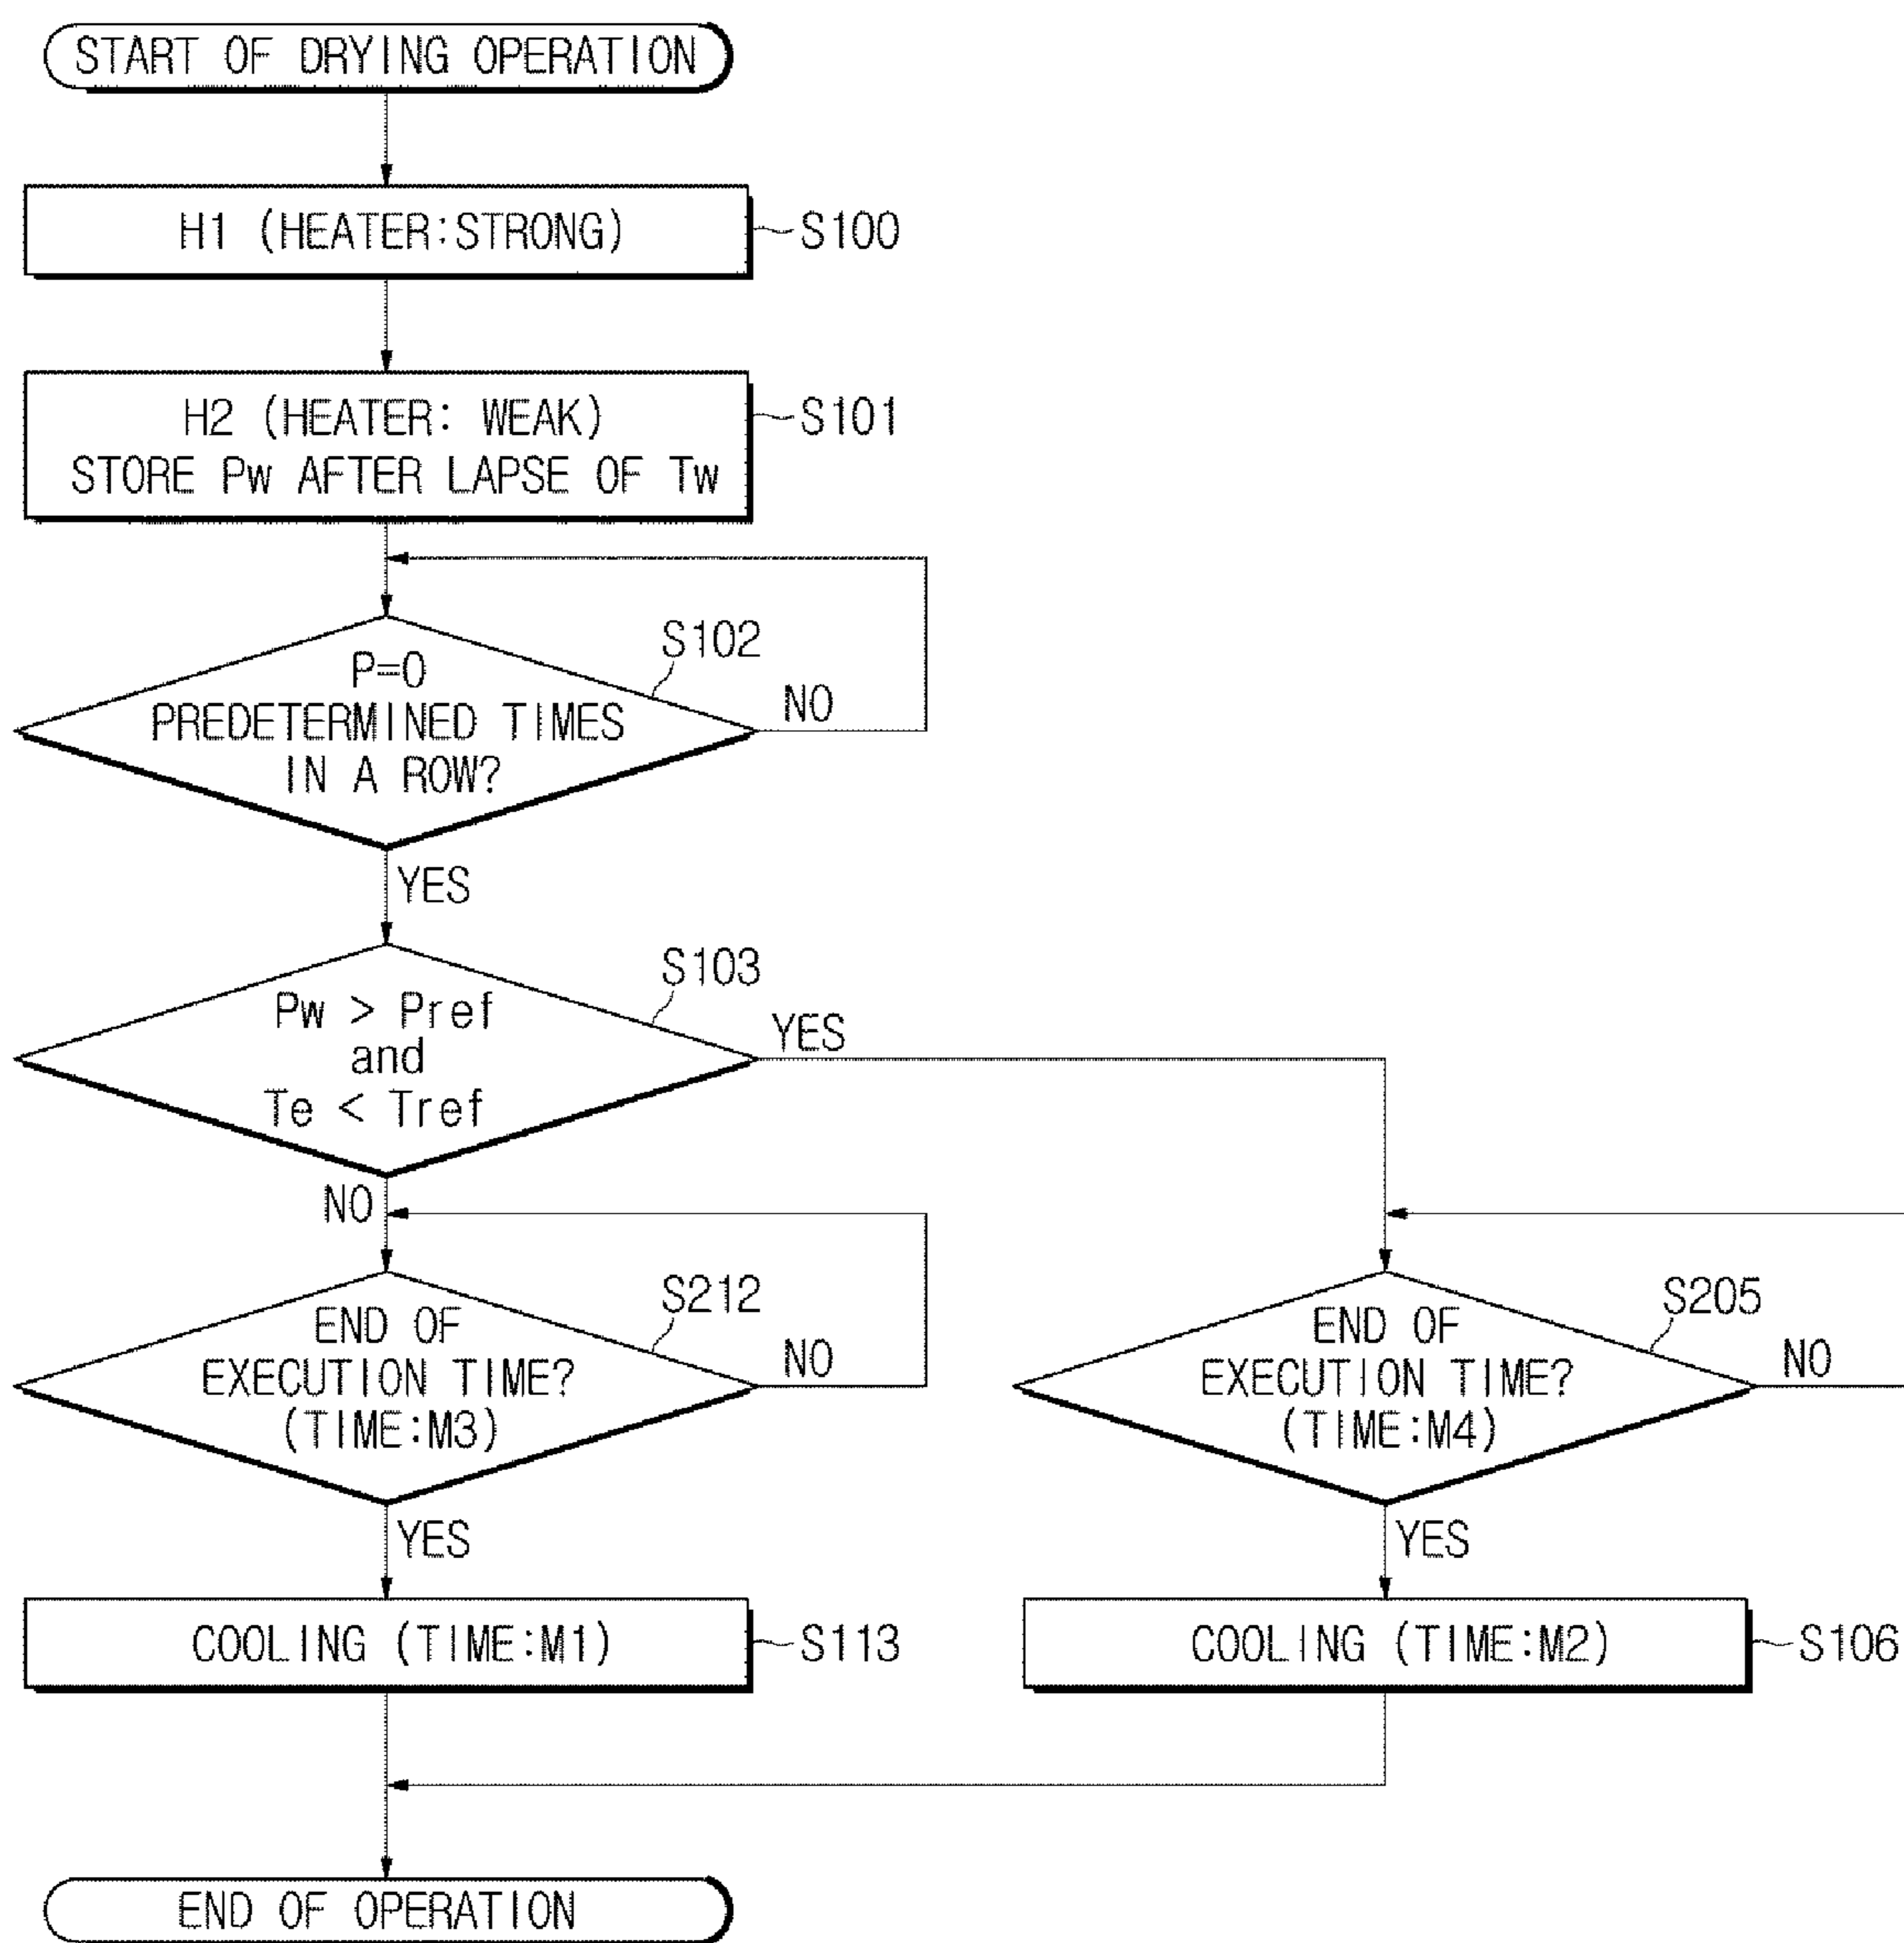 START OF DRYING OPERATION
H1 (HEATER:STRONG)
S100
H2 (HEATER: WEAK)
STORE Pw AFTER LAPSE OF Tw
S101
S102
P=0
PREDETERMINED TIMES
IN A ROW?
NO
YES
S103
Pw > Pref
and
Te < Tref
YES
NO
S212
END OF
EXECUTION TIME?
(TIME:M3)
NO
S205
END OF
EXECUTION TIME?
(TIME:M4)
NO
YES
YES
COOLING (TIME:M1)
S113
COOLING (TIME:M2)
S106
END OF OPERATION